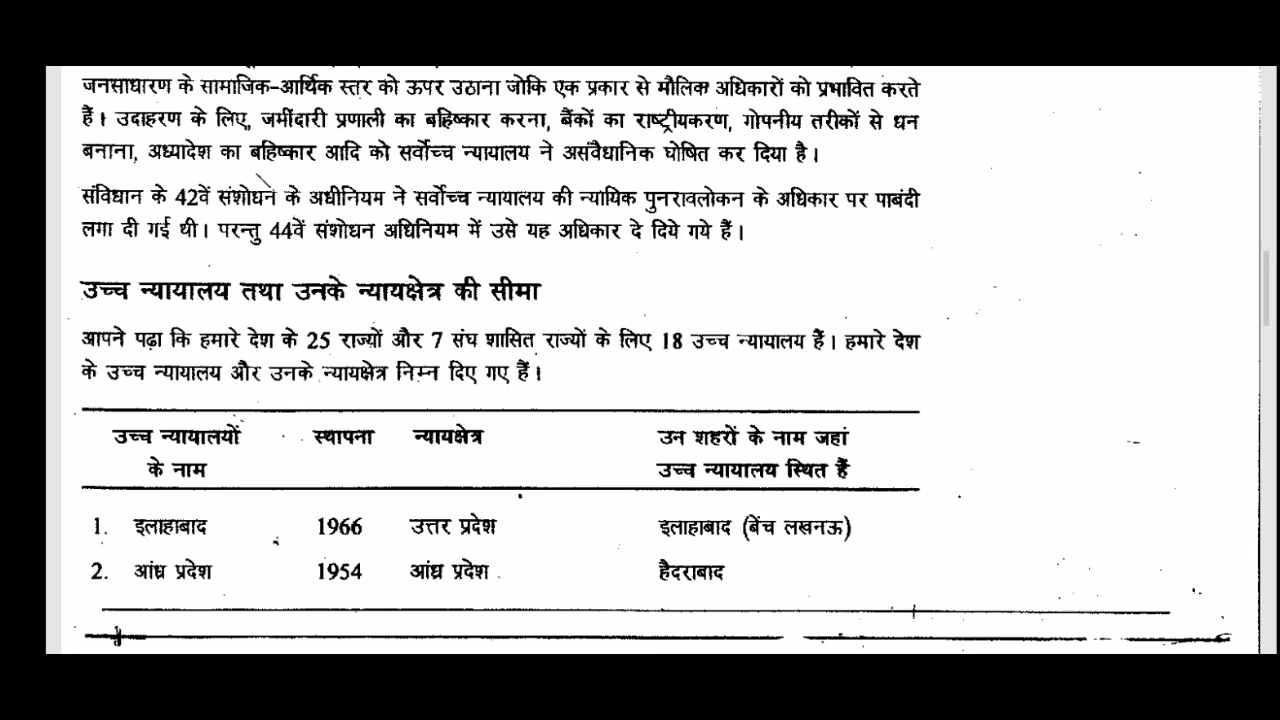 जनसाधारण के सामाजिक-आर्थिक स्तर को ऊपर उठाना जोकि एक प्रकार से मौलिक अधिकारों को प्रभावित करते
हैं। उदाहरण के लिए, जमींदारी प्रणाली का बहिष्कार करना, बैंकों का राष्ट्रीयकरण, गोपनीय तरीकों से धन
बनाना, अध्यादेश का बहिष्कार आदि को सर्वोच्च न्यायालय ने असंवैधानिक घोषित कर दिया है।
संविधान के 42वें संशोधन के अधीनियम ने सर्वोच्च न्यायालय की न्यायिक पुनरावलोकन के अधिकार पर पाबंदी
लगा दी गई थी। परन्तु 44वें संशोधन अधिनियम में उसे यह अधिकार दे दिये गये हैं।
उच्च न्यायालय तथा उनके न्यायक्षेत्र की सीमा
आपने पढ़ा कि हमारे देश के 25 राज्यों और 7 संघ शासित राज्यों के लिए 18 उच्च न्यायालय हैं। हमारे देश
के उच्च न्यायालय और उनके न्यायक्षेत्र निम्न दिए गए हैं।
उच्च न्यायालयों स्थापना न्यायक्षेत्र उन शहरों के नाम जहां
के नाम उच्च न्यायालय स्थित हैं
1. इलाहाबाद 1966 उत्तर प्रदेश इलाहाबाद (बेंच लखनऊ)
2. आंध्र प्रदेश 1954 आंध्र प्रदेश हैदराबाद